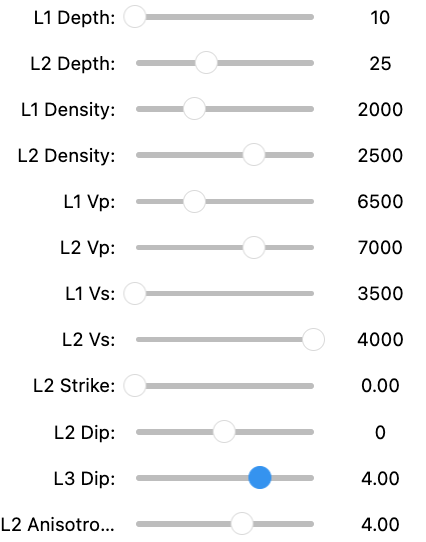 L1 Depth: 10
L2 Depth: 25
L1 Density: 2000
L2 Density: 2500
L1 Vp: 6500
L2 Vp: 7000
L1 Vs: 3500
L2 Vs: 4000
L2 Strike: 0.00
L2 Dip: 0
L3 Dip: 4.00
L2 Anisotro... 4.00